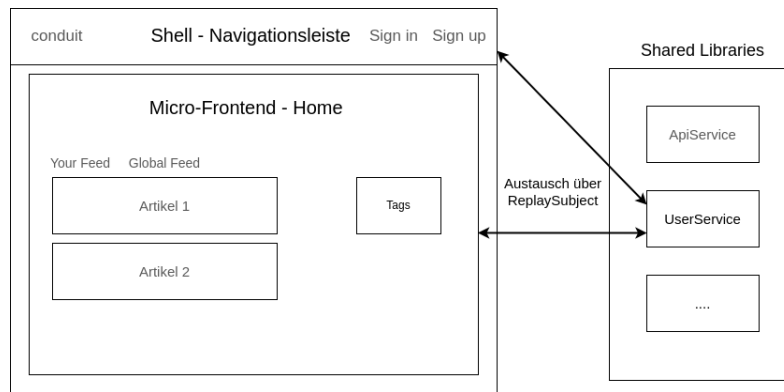 conduit Shell - Navigationsleiste Sign in Sign up
Micro-Frontend - Home
Your Feed Global Feed
Artikel 1
Artikel 2
Tags
Austausch über
ReplaySubject
Shared Libraries
ApiService
UserService
....